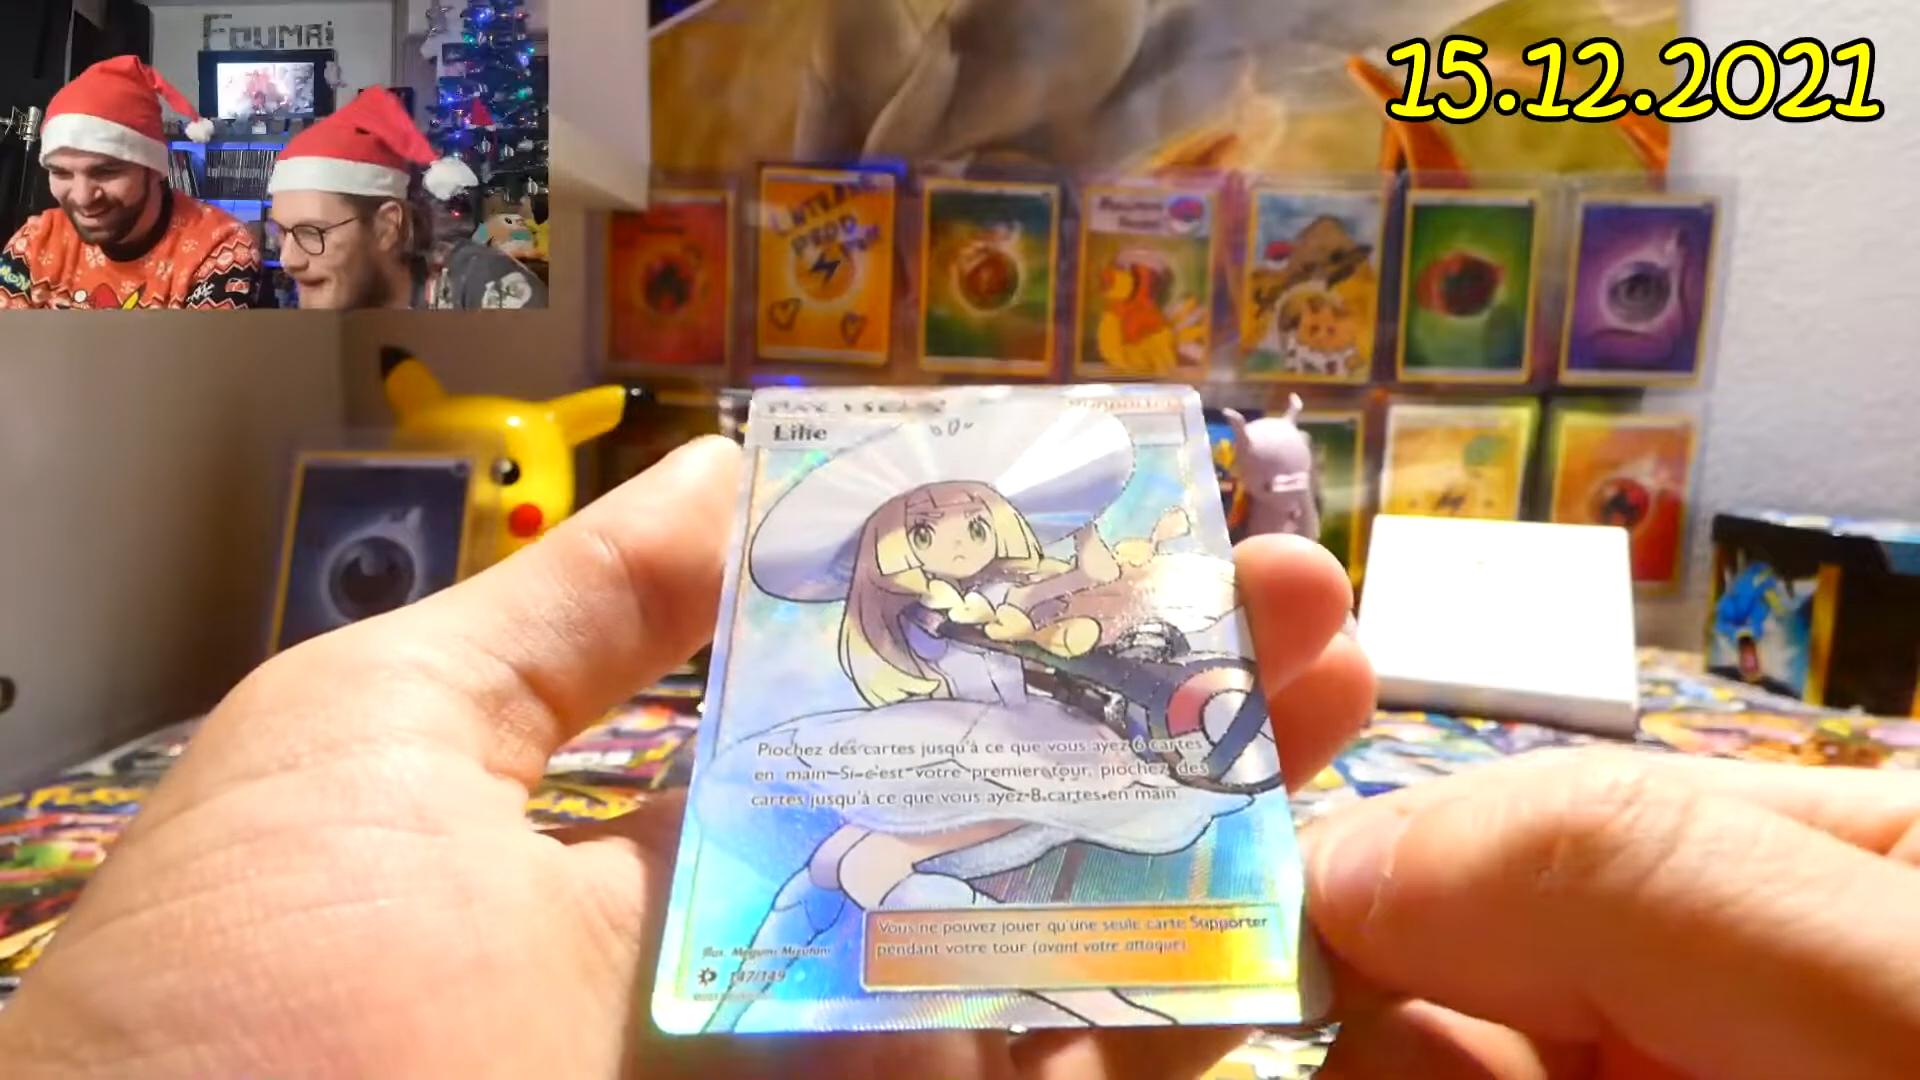 FOUMAI
15.12.2021
Lilie
Piochez des cartes jusqu'à ce que vous ayez 6 cartes
en main. Si c'est votre premier tour, piochez des
cartes jusqu'à ce que vous ayez 8 cartes en main.
Vous ne pouvez jouer qu'une seule carte Supporter
pendant votre tour (avant votre attaque).
Illus. Megumi Mizutani
147/149